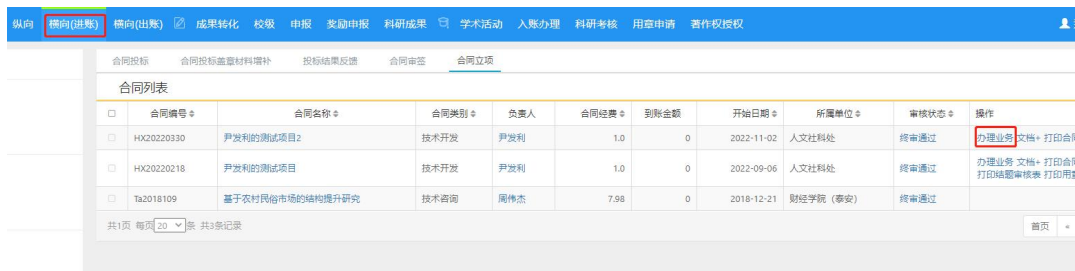 纵向 横向(进账) 横向(出账) 成果转化 校级 申报 奖励申报 科研成果 学术活动 入账办理 科研考核 用章申请 著作权授权
合同投标 合同投标盖章材料增补 投标结果反馈 合同审签 合同立项
合同列表
合同编号 合同名称 合同类别 负责人 合同经费 到账金额 开始日期 所属单位 审核状态 操作
HX20220330 尹发利的测试项目2 技术开发 尹发利 1.0 0 2022-11-02 人文社科处 终审通过 办理业务 文档+ 打印合同
HX20220218 尹发利的测试项目 技术开发 尹发利 1.0 0 2022-09-06 人文社科处 终审通过 办理业务 文档+ 打印合同
打印结题审核表 打印用章
Ta2018109 基于农村民俗市场的结构提升研究 技术咨询 周伟杰 7.98 0 2018-12-21 财经学院（泰安） 终审通过
共1页 每页 20 条 共3条记录 首页 «